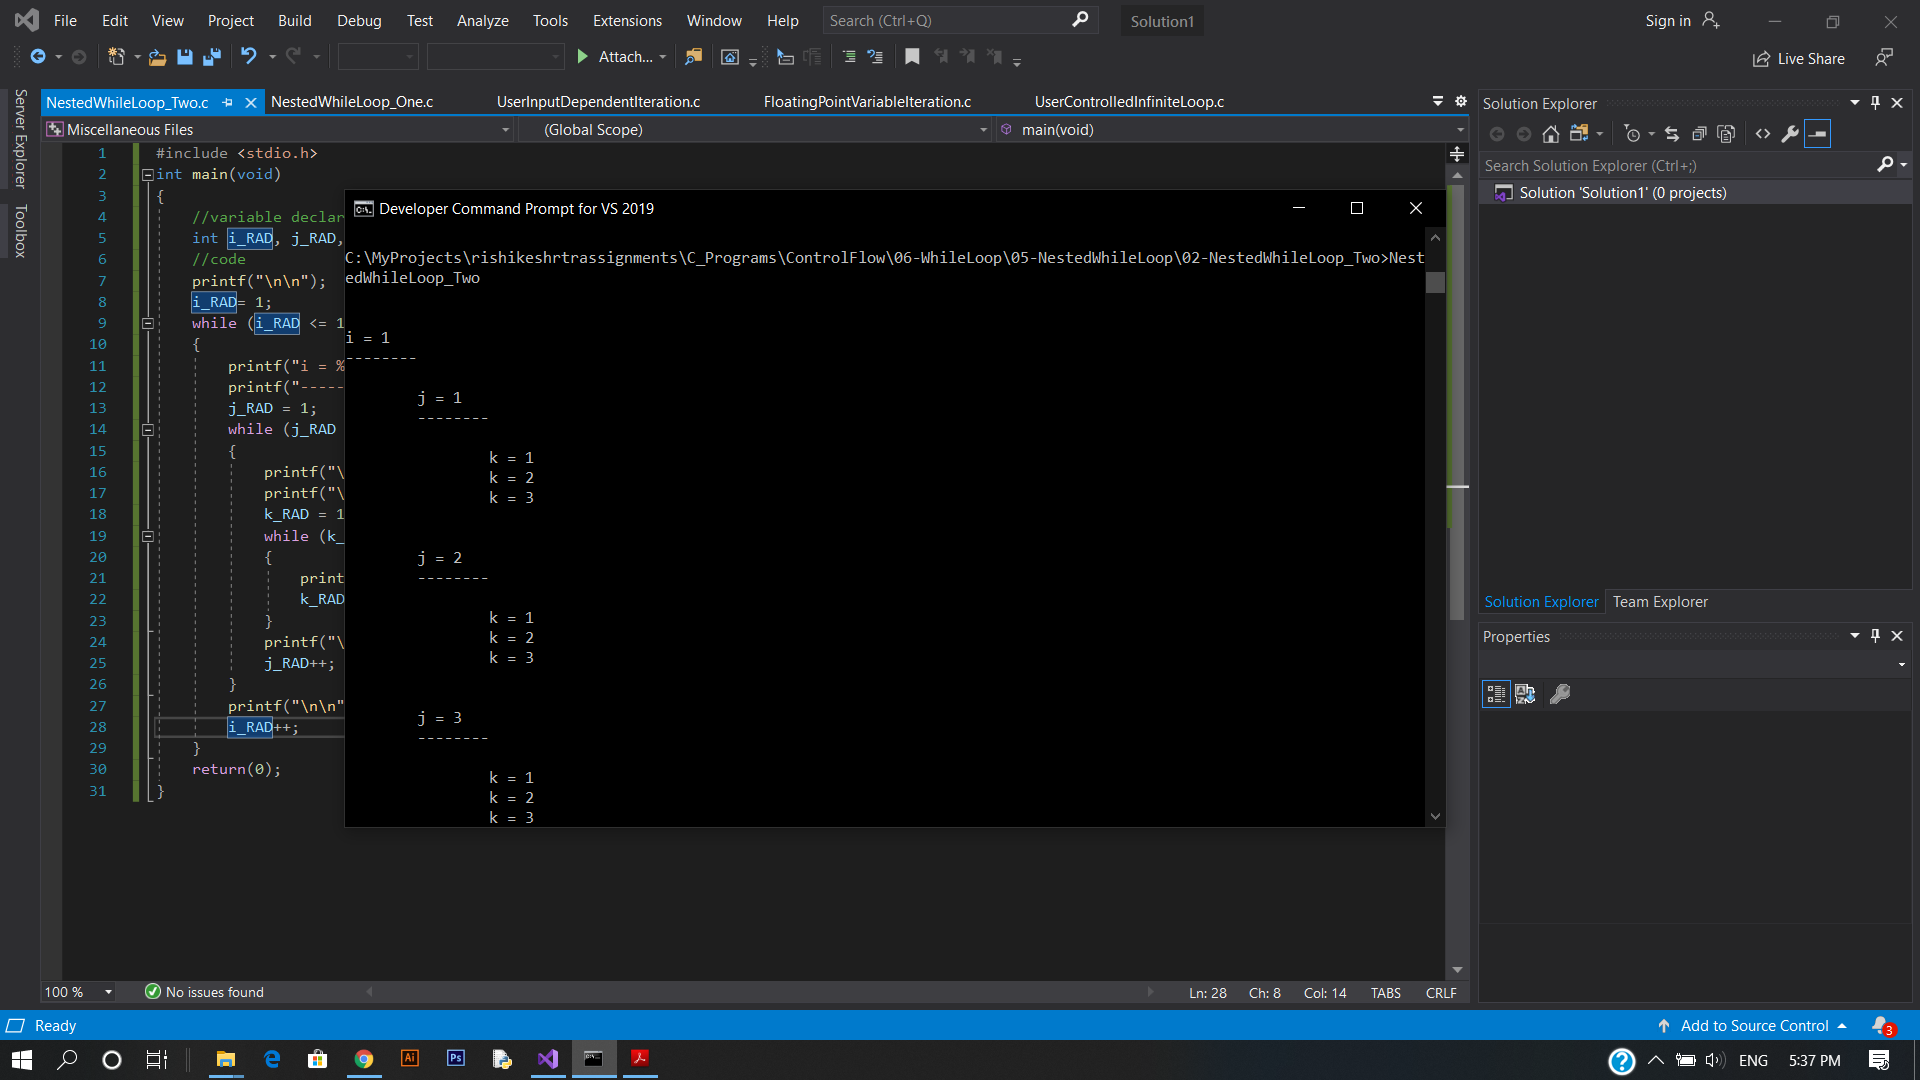 File Edit View Project Build Debug Test Analyze Tools Extensions Window Help Search (Ctrl+Q) Solution1 Sign in
Attach... Live Share
Server Explorer
Toolbox
NestedWhileLoop_Two.c NestedWhileLoop_One.c UserInputDependentIteration.c FloatingPointVariableIteration.c UserControlledInfiniteLoop.c
Miscellaneous Files (Global Scope) main(void)
1 #include <stdio.h>
2 int main(void)
3 {
4 //variable declar
5 int i_RAD, j_RAD,
6 //code
7 printf("\n\n");
8 i_RAD= 1;
9 while (i_RAD <= 1
10 {
11 printf("i = %
12 printf("-----
13 j_RAD = 1;
14 while (j_RAD
15 {
16 printf("\
17 printf("\
18 k_RAD = 1
19 while (k_
20 {
21 print
22 k_RAD
23 }
24 printf("\
25 j_RAD++;
26 }
27 printf("\n\n"
28 i_RAD++;
29 }
30 return(0);
31 }
Developer Command Prompt for VS 2019
C:\MyProjects\rishikeshrtrassignments\C_Programs\ControlFlow\06-WhileLoop\05-NestedWhileLoop\02-NestedWhileLoop_Two>Nest
edWhileLoop_Two
i = 1
--------
j = 1
--------
k = 1
k = 2
k = 3
j = 2
--------
k = 1
k = 2
k = 3
j = 3
--------
k = 1
k = 2
k = 3
Solution Explorer
Search Solution Explorer (Ctrl+;)
Solution 'Solution1' (0 projects)
Solution Explorer Team Explorer
Properties
100 % No issues found Ln: 28 Ch: 8 Col: 14 TABS CRLF
Ready Add to Source Control 3
Ai Ps ENG 5:37 PM